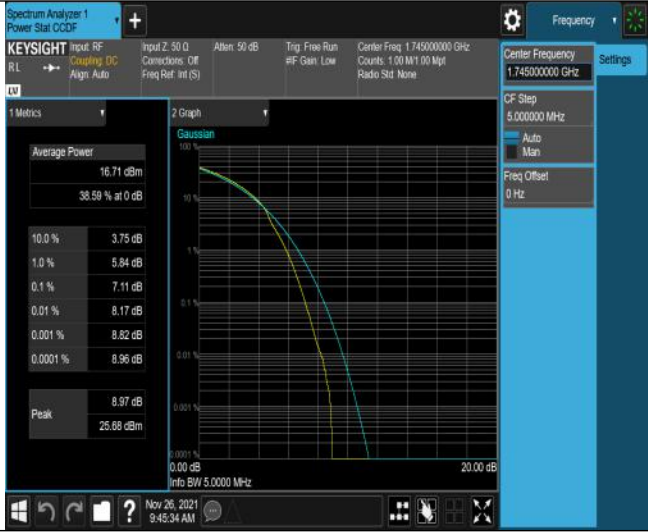 Spectrum Analyzer 1
Power Stat CCDF
+
Frequency
KEYSIGHT
RL
LXI
Input: RF
Coupling: DC
Align: Auto
Input Z: 50 Ω
Corrections: Off
Freq Ref: Int (S)
Atten: 50 dB
Trig: Free Run
#IF Gain: Low
Center Freq: 1.745000000 GHz
Counts: 1.00 M/1.00 Mpt
Radio Std: None
Center Frequency
1.745000000 GHz
Settings
CF Step
5.000000 MHz
Auto
Man
Freq Offset
0 Hz
1 Metrics
Average Power
16.71 dBm
38.59 % at 0 dB
10.0 % 3.75 dB
1.0 % 5.84 dB
0.1 % 7.11 dB
0.01 % 8.17 dB
0.001 % 8.82 dB
0.0001 % 8.96 dB
Peak
8.97 dB
25.68 dBm
2 Graph
Gaussian
100 %
10 %
1 %
0.1 %
0.01 %
0.001 %
0.0001 %
0.00 dB
20.00 dB
Info BW 5.0000 MHz
?
Nov 26, 2021
9:45:34 AM